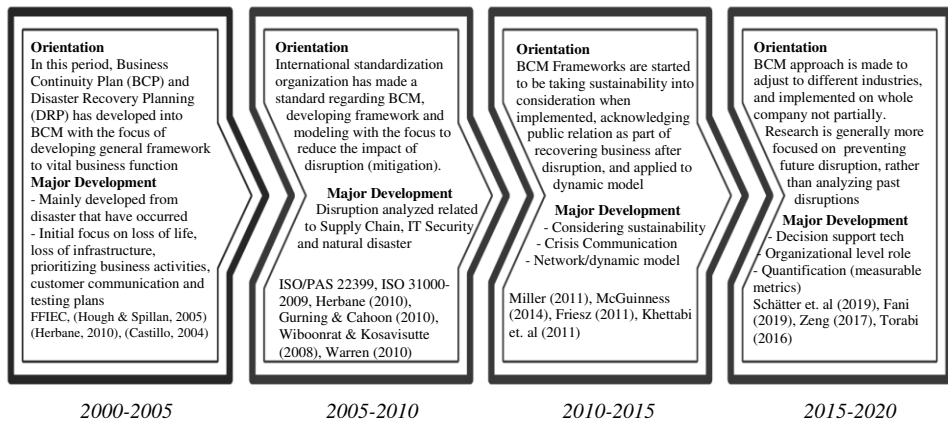 Orientation
In this period, Business
Continuity Plan (BCP) and
Disaster Recovery Planning
(DRP) has developed into
BCM with the focus of
developing general framework
to vital business function
Major Development
- Mainly developed from
disaster that have occurred
- Initial focus on loss of life,
loss of infrastructure,
prioritizing business activities,
customer communication and
testing plans
FFIEC, (Hough & Spillan, 2005)
(Herbane, 2010), (Castillo, 2004)
2000-2005
Orientation
International standardization
organization has made a
standard regarding BCM,
developing framework and
modeling with the focus to
reduce the impact of
disruption (mitigation).
Major Development
Disruption analyzed related
to Supply Chain, IT Security
and natural disaster
ISO/PAS 22399, ISO 31000-
2009, Herbane (2010),
Gurning & Cahoon (2010),
Wiboonrat & Kosavisutte
(2008), Warren (2010)
2005-2010
Orientation
BCM Frameworks are started
to be taking sustainability into
consideration when
implemented, acknowledging
public relation as part of
recovering business after
disruption, and applied to
dynamic model
Major Development
- Considering sustainability
- Crisis Communication
- Network/dynamic model
Miller (2011), McGuinness
(2014), Friesz (2011), Khettabi
et. al (2011)
2010-2015
Orientation
BCM approach is made to
adjust to different industries,
and implemented on whole
company not partially.
Research is generally more
focused on preventing
future disruption, rather
than analyzing past
disruptions
Major Development
- Decision support tech
- Organizational level role
- Quantification (measurable
metrics)
Schätter et. al (2019), Fani
(2019), Zeng (2017), Torabi
(2016)
2015-2020